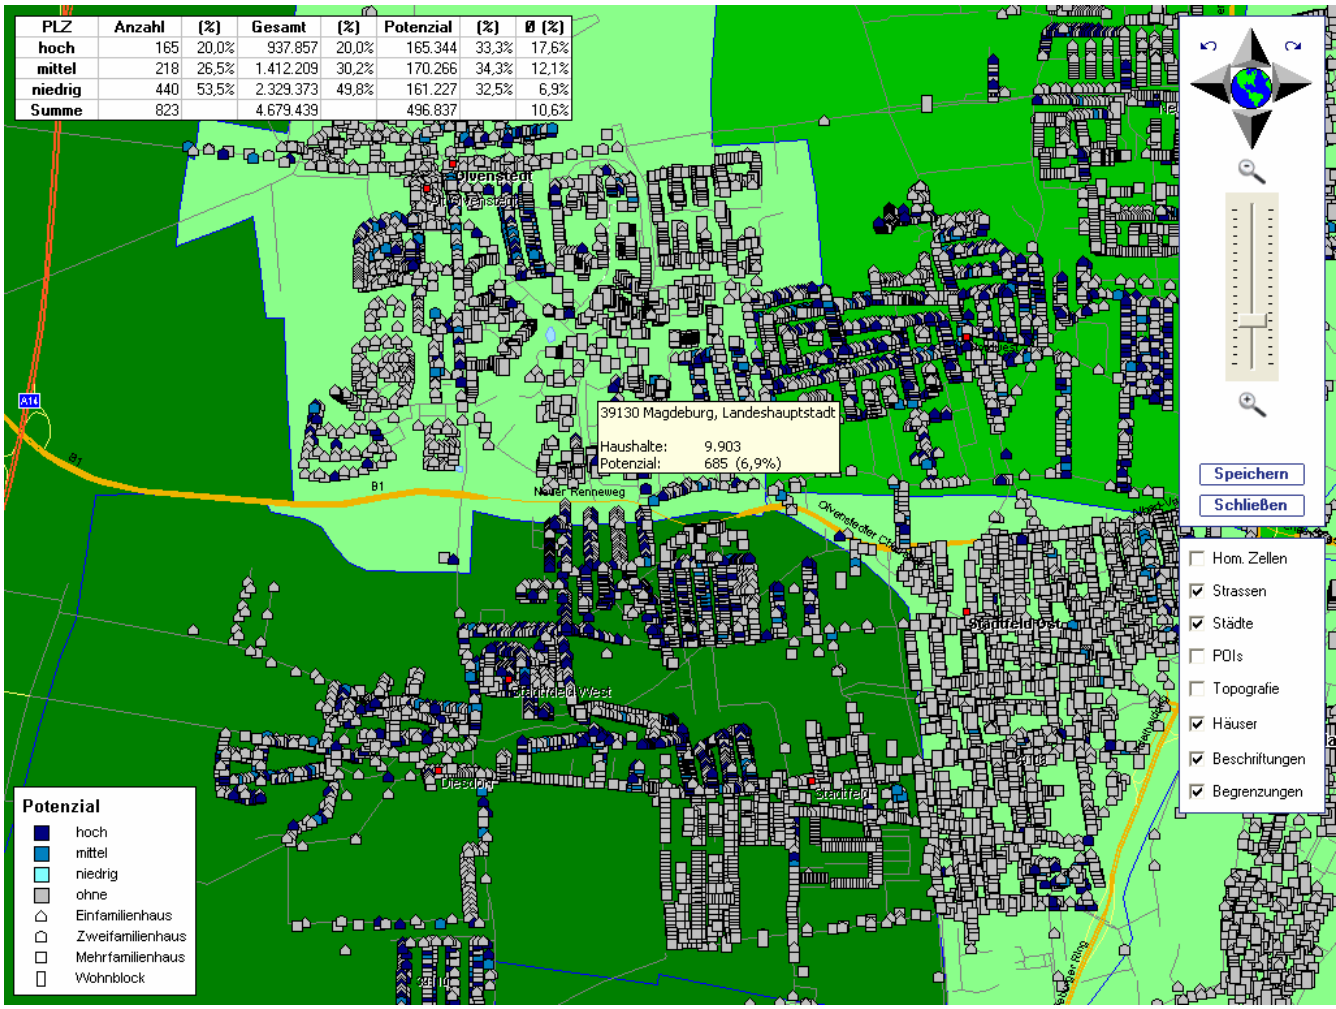 PLZ Anzahl (%) Gesamt (%) Potenzial (%) Ø (%)
hoch 165 20,0% 937.857 20,0% 165.344 33,3% 17,6%
mittel 218 26,5% 1.412.209 30,2% 170.266 34,3% 12,1%
niedrig 440 53,5% 2.329.373 49,8% 161.227 32,5% 6,9%
Summe 823 4.679.439 496.837 10,6%
Olvenstedt
A14
39130 Magdeburg, Landeshauptstadt
Haushalte: 9.903
Potenzial: 685 (6,9%)
B1
B1
Neuer Renneweg
Olvenstedter
Stadtfeld Ost
Stadtfeld West
Diesdorf
Stadtfeld
Ring
Speichern
Schließen
Hom. Zellen
Strassen
Städte
POIs
Topografie
Häuser
Beschriftungen
Begrenzungen
Potenzial
hoch
mittel
niedrig
ohne
Einfamilienhaus
Zweifamilienhaus
Mehrfamilienhaus
Wohnblock